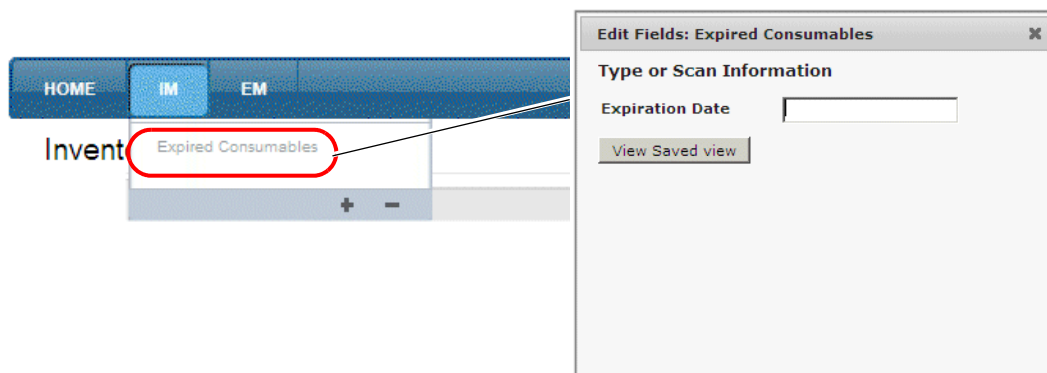 HOME IM EM
Invent
Expired Consumables
+ -
Edit Fields: Expired Consumables ×
Type or Scan Information
Expiration Date
View Saved view